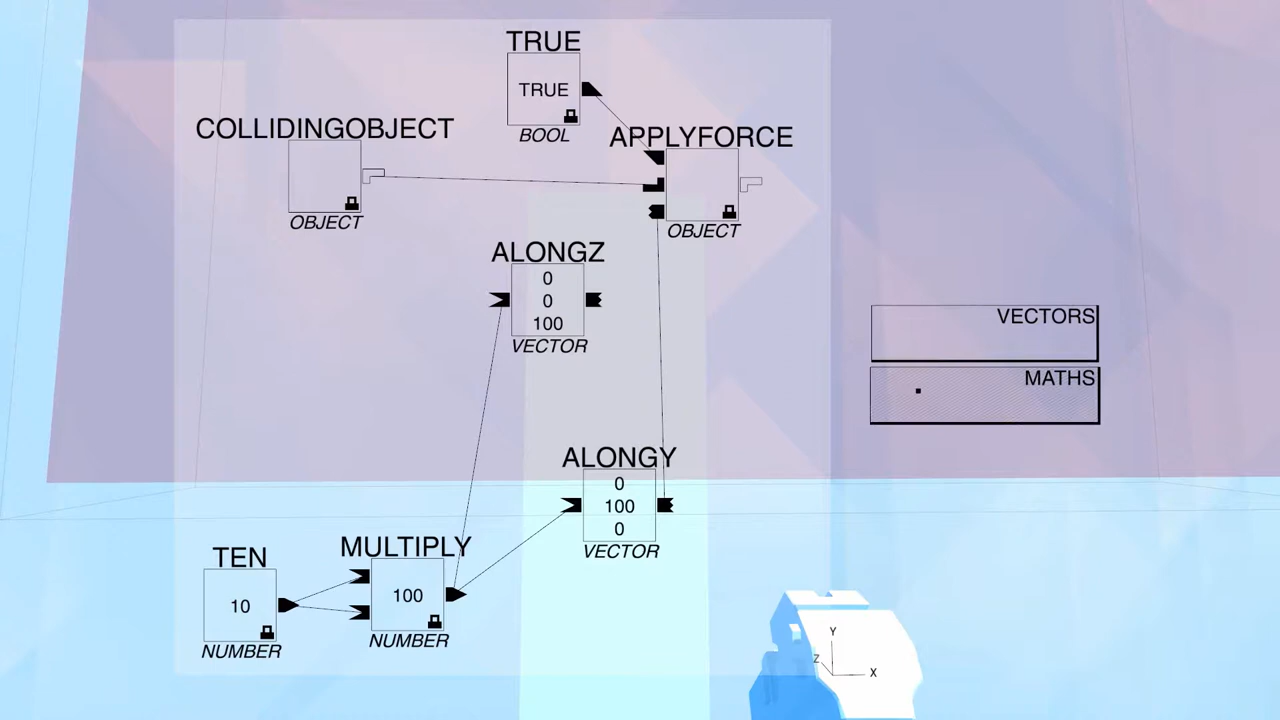 TRUE
TRUE
BOOL
COLLIDINGOBJECT
OBJECT
APPLYFORCE
OBJECT
ALONGZ
0
0
100
VECTOR
VECTORS
MATHS
ALONGY
0
100
0
VECTOR
TEN
10
NUMBER
MULTIPLY
100
NUMBER
Y
Z
X